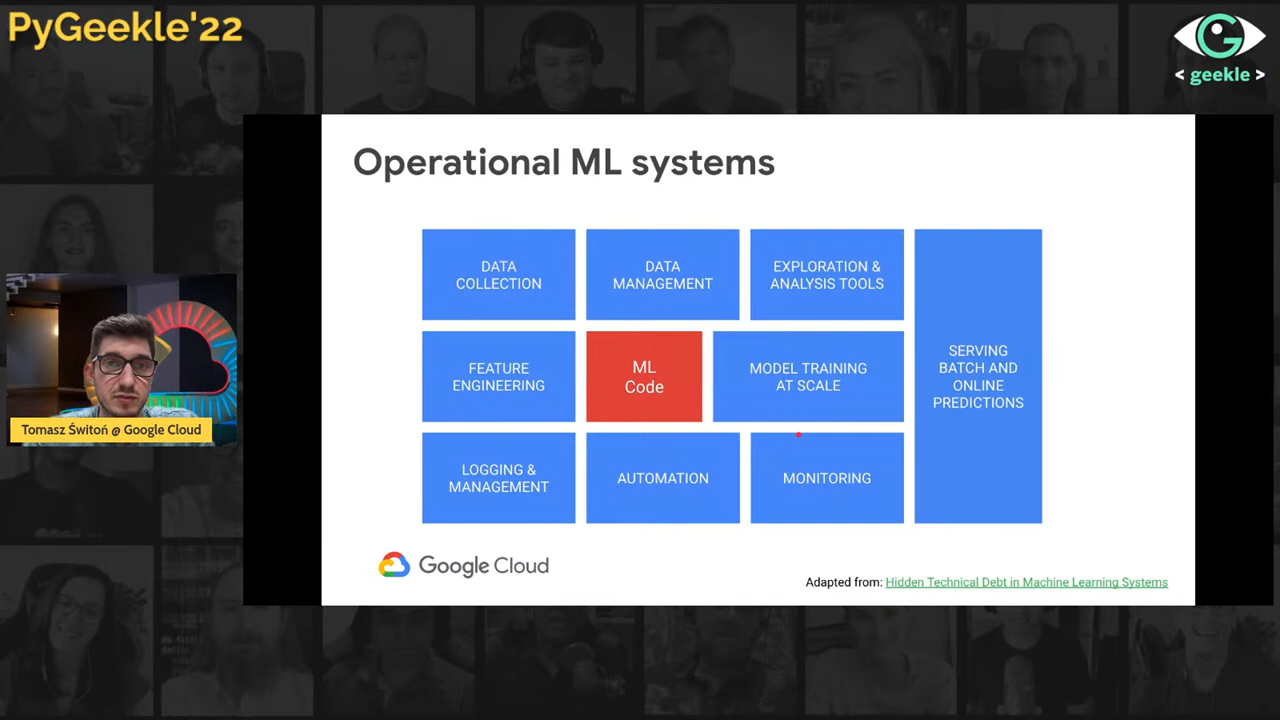 PyGeekle'22
G
< geekle >
Operational ML systems
DATA
COLLECTION
DATA
MANAGEMENT
EXPLORATION &
ANALYSIS TOOLS
SERVING
BATCH AND
ONLINE
PREDICTIONS
FEATURE
ENGINEERING
ML
Code
MODEL TRAINING
AT SCALE
LOGGING &
MANAGEMENT
AUTOMATION
MONITORING
Tomasz Świtoń @ Google Cloud
Google Cloud
Adapted from: Hidden Technical Debt in Machine Learning Systems